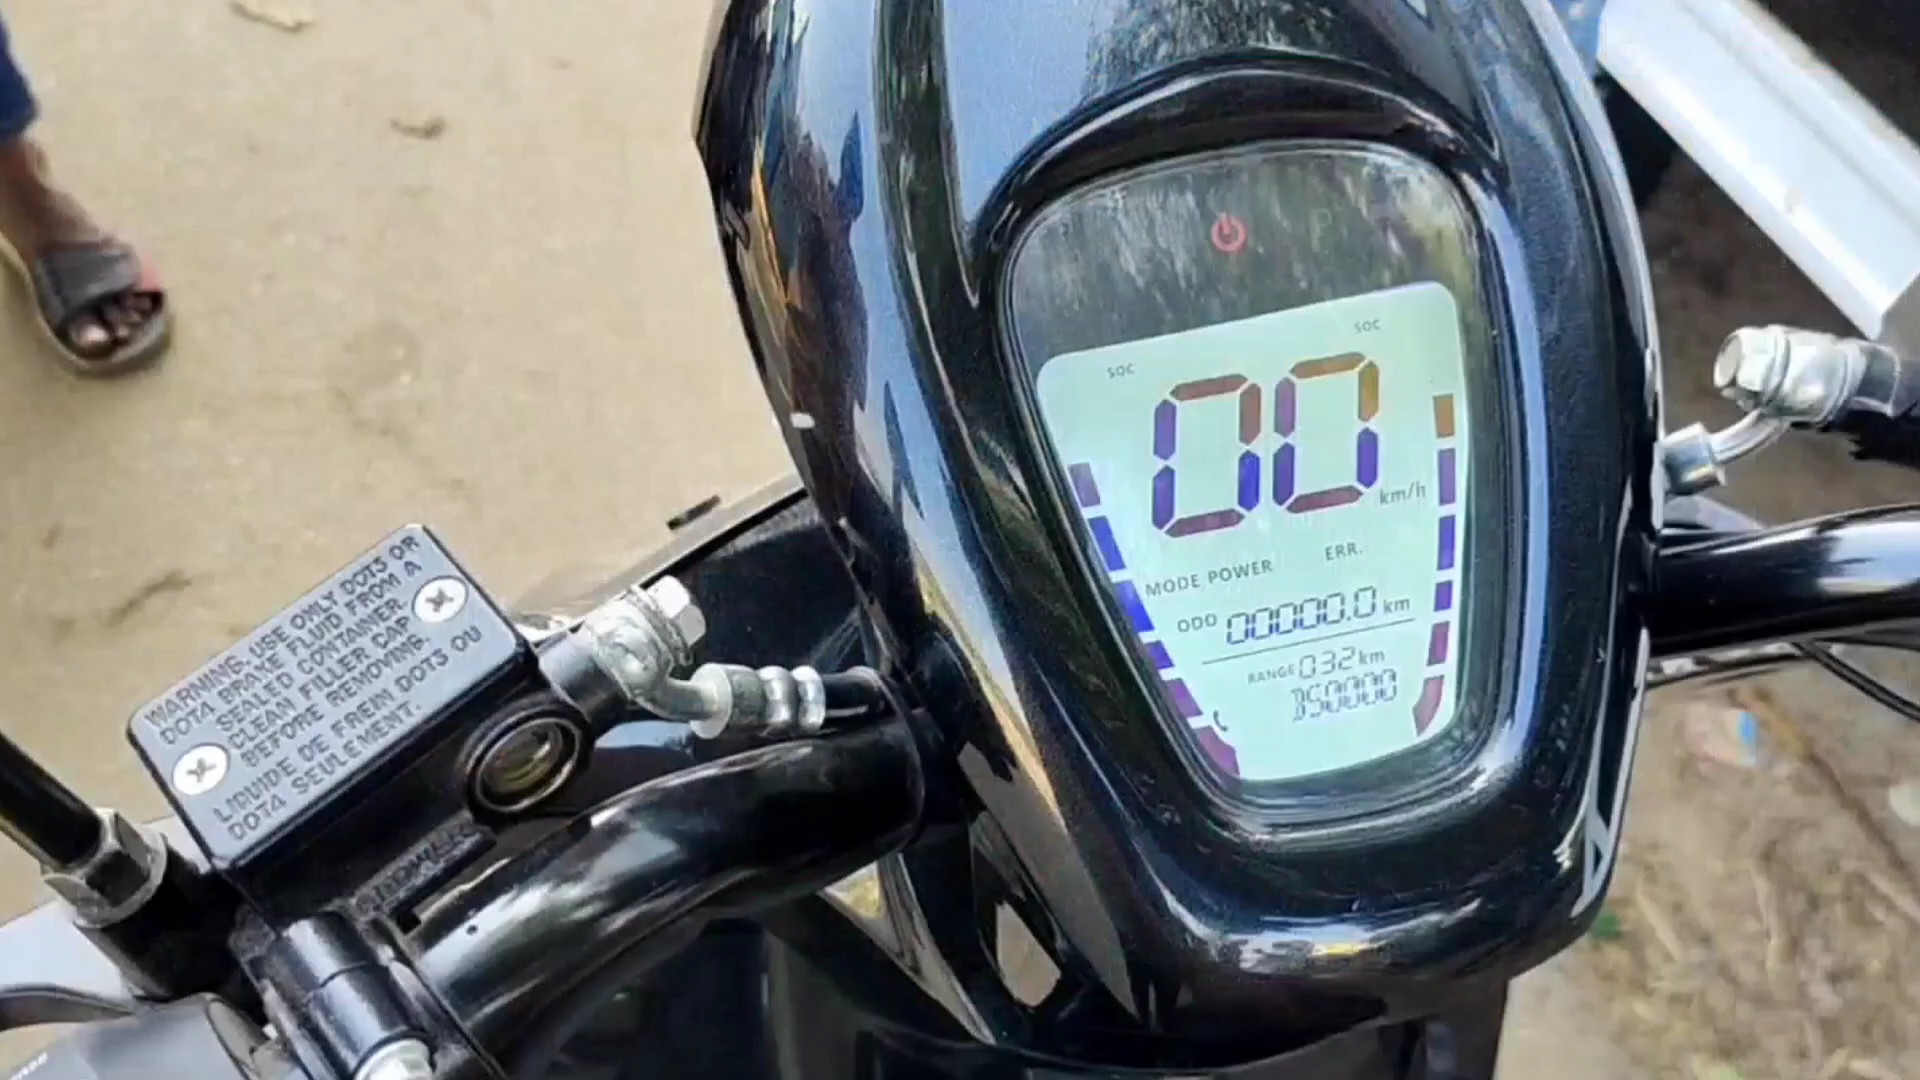 WARNING. USE ONLY DOT3 OR
DOT4 BRAKE FLUID FROM A
SEALED CONTAINER.
CLEAN FILLER CAP
BEFORE REMOVING.
LIQUIDE DE FREIN DOT3 OU
DOT4 SEULEMENT.
SOC
SOC
00 km/h
MODE POWER
ERR.
ODO 00000.0 km
RANGE 032 km